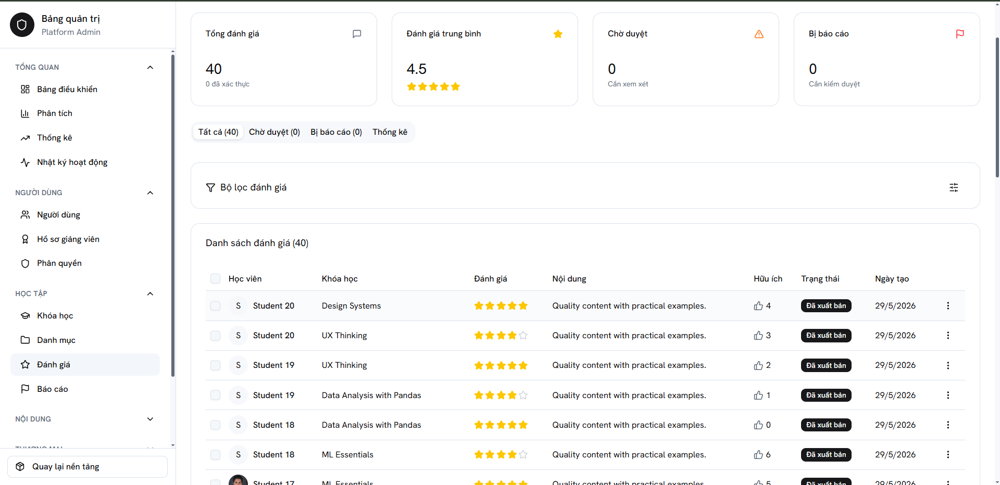 Bảng quản trị
Platform Admin
TỔNG QUAN
Bảng điều khiển
Phân tích
Thống kê
Nhật ký hoạt động
NGƯỜI DÙNG
Người dùng
Hồ sơ giảng viên
Phân quyền
HỌC TẬP
Khóa học
Danh mục
Đánh giá
Báo cáo
NỘI DUNG
THƯƠNG MẠI
Quay lại nền tảng
Tổng đánh giá
40
0 đã xác thực
Đánh giá trung bình
4.5
Chờ duyệt
0
Cần xem xét
Bị báo cáo
0
Cần kiểm duyệt
Tất cả (40) Chờ duyệt (0) Bị báo cáo (0) Thống kê
Bộ lọc đánh giá
Danh sách đánh giá (40)
Học viên Khóa học Đánh giá Nội dung Hữu ích Trạng thái Ngày tạo
S Student 20 Design Systems Quality content with practical examples. 4 Đã xuất bản 29/5/2026
S Student 20 UX Thinking Quality content with practical examples. 3 Đã xuất bản 29/5/2026
S Student 19 UX Thinking Quality content with practical examples. 2 Đã xuất bản 29/5/2026
S Student 19 Data Analysis with Pandas Quality content with practical examples. 1 Đã xuất bản 29/5/2026
S Student 18 Data Analysis with Pandas Quality content with practical examples. 0 Đã xuất bản 29/5/2026
S Student 18 ML Essentials Quality content with practical examples. 6 Đã xuất bản 29/5/2026
Student 17 ML Essentials Quality content with practical examples. 5 Đã xuất bản 29/5/2026